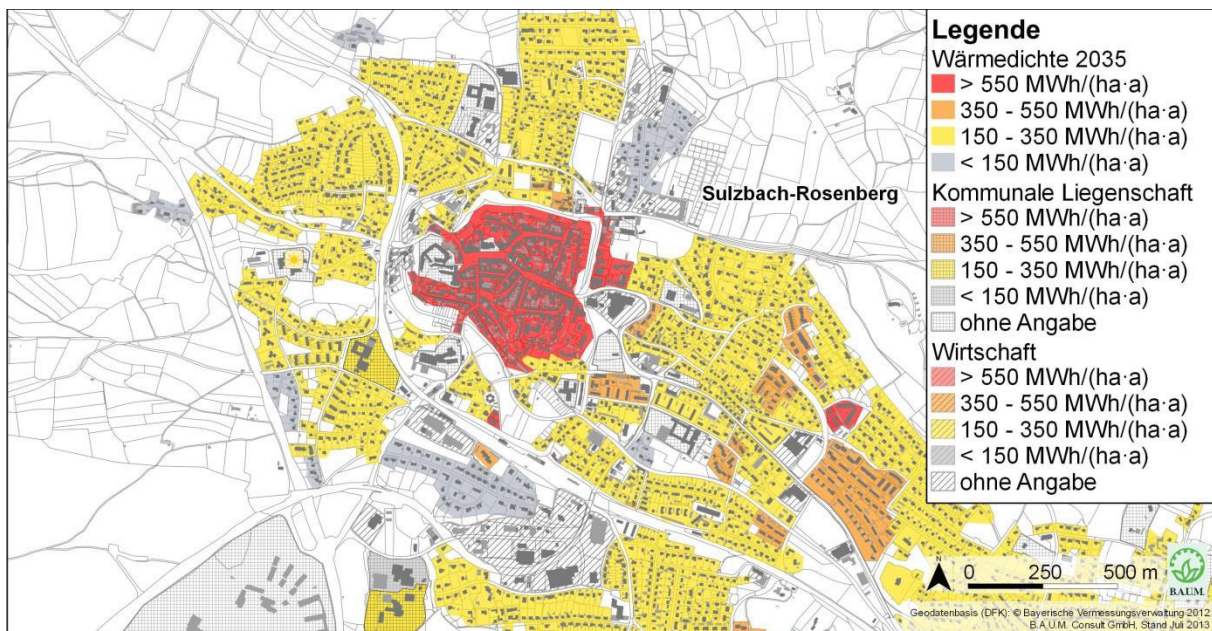 Legende
Wärmedichte 2035
> 550 MWh/(ha·a)
350 - 550 MWh/(ha·a)
150 - 350 MWh/(ha·a)
< 150 MWh/(ha·a)
Kommunale Liegenschaft
> 550 MWh/(ha·a)
350 - 550 MWh/(ha·a)
150 - 350 MWh/(ha·a)
< 150 MWh/(ha·a)
ohne Angabe
Wirtschaft
> 550 MWh/(ha·a)
350 - 550 MWh/(ha·a)
150 - 350 MWh/(ha·a)
< 150 MWh/(ha·a)
ohne Angabe
Sulzbach-Rosenberg
N
0 250 500 m
B.A.U.M.
Geodatenbasis (DFK): © Bayerische Vermessungsverwaltung 2012
B.A.U.M. Consult GmbH, Stand Juli 2013